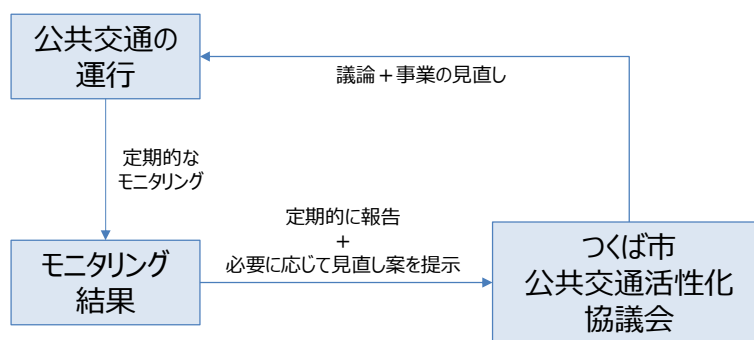 公共交通の
運行
議論＋事業の見直し
定期的な
モニタリング
定期的に報告
＋
必要に応じて見直し案を提示
モニタリング
結果
つくば市
公共交通活性化
協議会